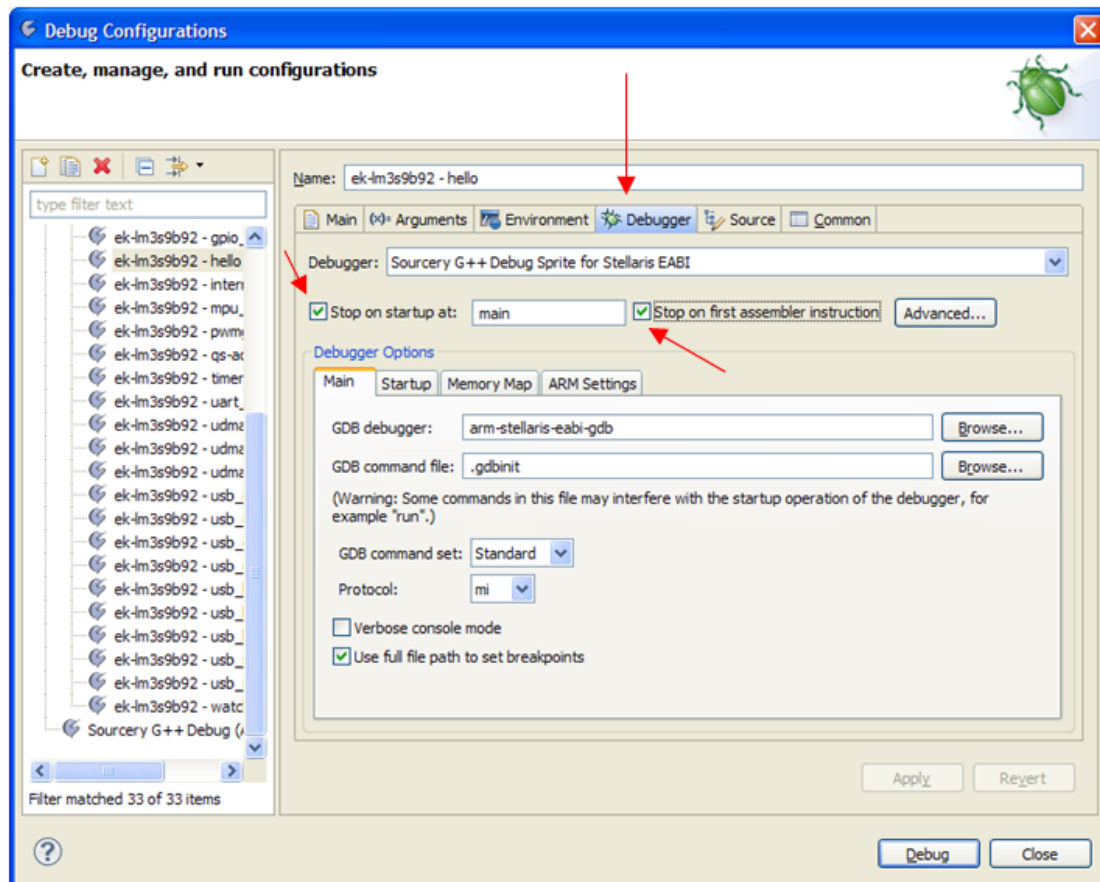 Debug Configurations
Create, manage, and run configurations
type filter text
ek-lm3s9b92 - gpio_
ek-lm3s9b92 - hello
ek-lm3s9b92 - inter
ek-lm3s9b92 - mpu_
ek-lm3s9b92 - pwm
ek-lm3s9b92 - qs-ad
ek-lm3s9b92 - timer
ek-lm3s9b92 - uart_
ek-lm3s9b92 - udma
ek-lm3s9b92 - udma
ek-lm3s9b92 - udma
ek-lm3s9b92 - usb_
ek-lm3s9b92 - usb_
ek-lm3s9b92 - usb_
ek-lm3s9b92 - usb_
ek-lm3s9b92 - usb_
ek-lm3s9b92 - usb_
ek-lm3s9b92 - usb_
ek-lm3s9b92 - usb_
ek-lm3s9b92 - usb_
ek-lm3s9b92 - watc
Sourcery G++ Debug (
Filter matched 33 of 33 items
Name: ek-lm3s9b92 - hello
Main (x)= Arguments Environment Debugger Source Common
Debugger: Sourcery G++ Debug Sprite for Stellaris EABI
Stop on startup at: main Stop on first assembler instruction Advanced...
Debugger Options
Main Startup Memory Map ARM Settings
GDB debugger: arm-stellaris-eabi-gdb Browse...
GDB command file: .gdbinit Browse...
(Warning: Some commands in this file may interfere with the startup operation of the debugger, for
example "run".)
GDB command set: Standard
Protocol: mi
Verbose console mode
Use full file path to set breakpoints
Apply Revert
Debug Close